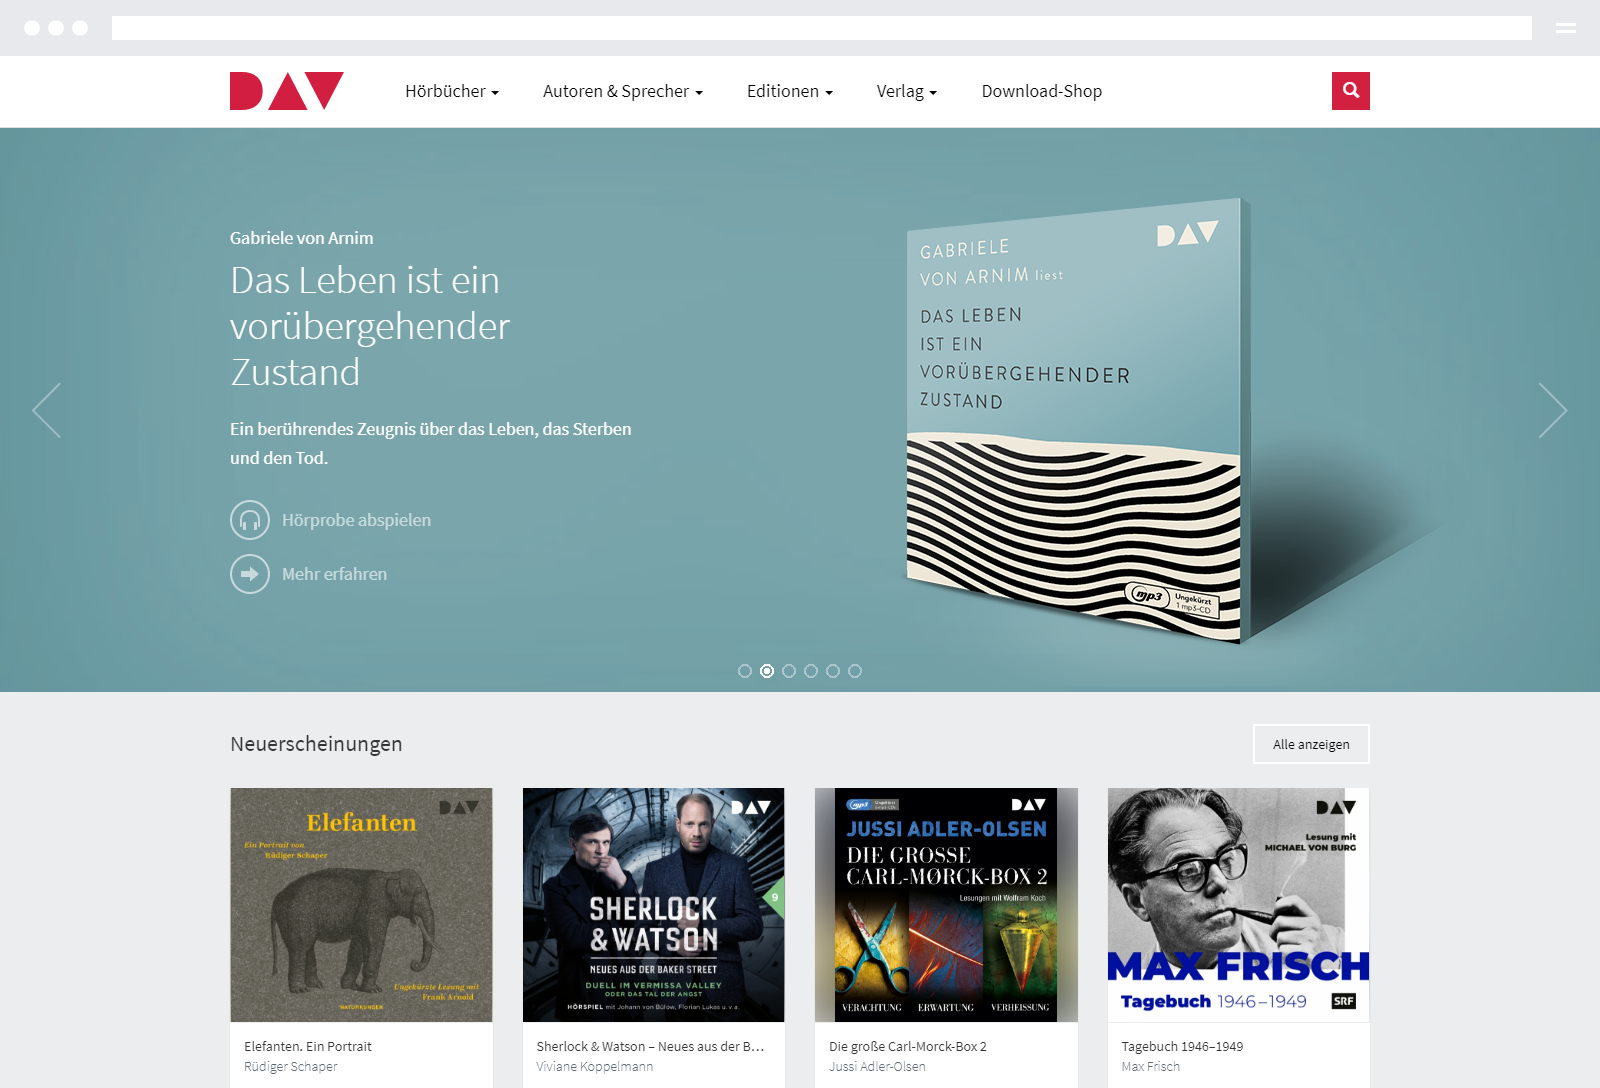 DAV
Hörbücher
Autoren & Sprecher
Editionen
Verlag
Download-Shop
Gabriele von Arnim
Das Leben ist ein
vorübergehender
Zustand
Ein berührendes Zeugnis über das Leben, das Sterben
und den Tod.
Hörprobe abspielen
Mehr erfahren
DAV
GABRIELE
VON ARNIM liest
DAS LEBEN
IST EIN
VORÜBERGEHENDER
ZUSTAND
mp3
Ungekürzt
1 mp3-CD
Neuerscheinungen
Alle anzeigen
DAV
Elefanten
Ein Portrait von
Rüdiger Schaper
Ungekürzte Lesung mit
Frank Arnold
NATURKUNDEN
Elefanten. Ein Portrait
Rüdiger Schaper
DAV
9
SHERLOCK
& WATSON
NEUES AUS DER BAKER STREET
DUELL IM VERMISSA VALLEY
ODER DAS TAL DER ANGST
HÖRSPIEL mit Johann von Bülow, Florian Lukas u.v.a.
Sherlock & Watson – Neues aus der B…
Viviane Koppelmann
mp3
Ungekürzt
DAV
JUSSI ADLER-OLSEN
DIE GROSSE
CARL-MØRCK-BOX 2
Lesungen mit Wolfram Koch
VERACHTUNG
ERWARTUNG
VERHEISSUNG
Die große Carl-Morck-Box 2
Jussi Adler-Olsen
DAV
Lesung mit
MICHAEL VON BURG
MAX FRISCH
Tagebuch 1946–1949
SRF
Tagebuch 1946–1949
Max Frisch